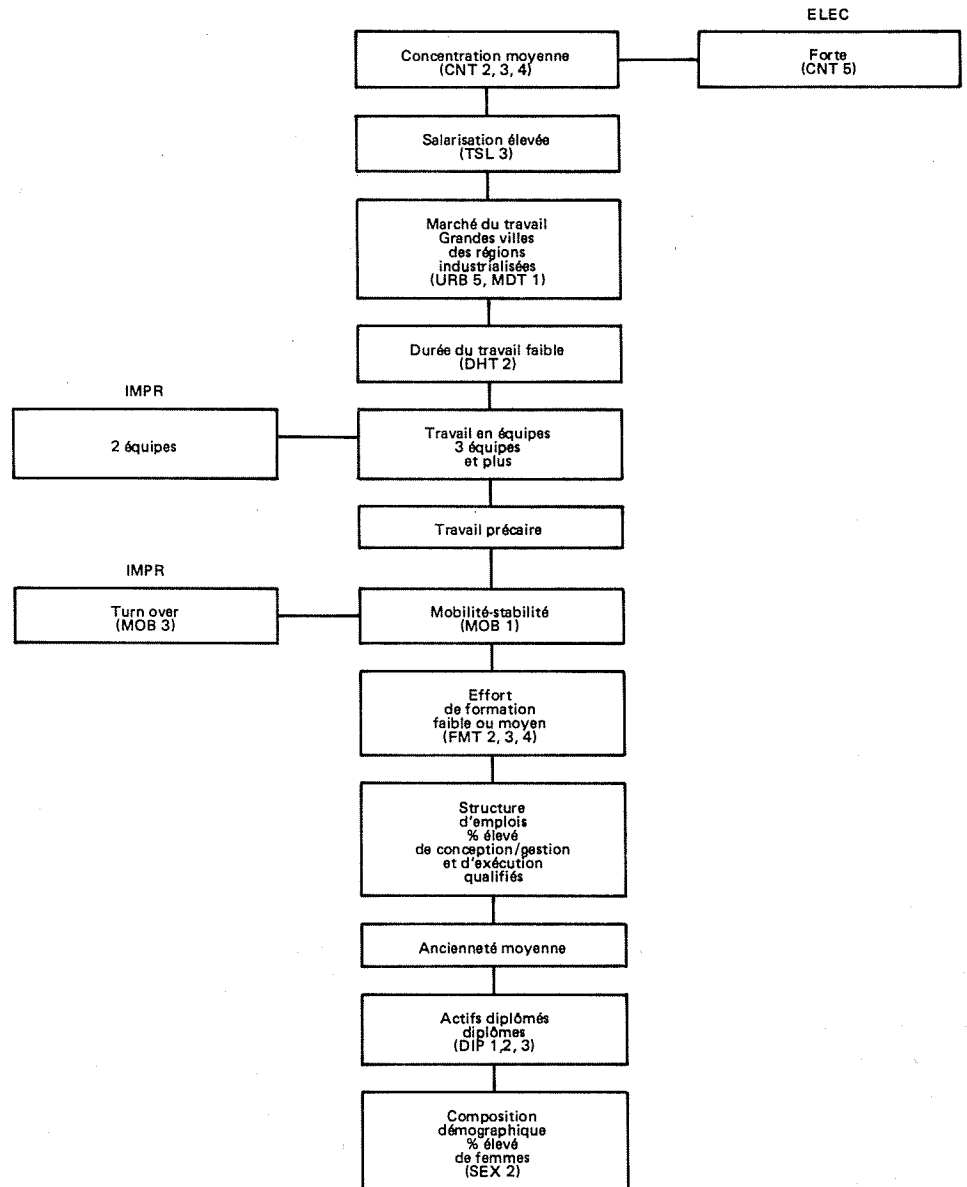 ELEC
Concentration moyenne
(CNT 2, 3, 4)
Forte
(CNT 5)
Salarisation élevée
(TSL 3)
Marché du travail
Grandes villes
des régions
industrialisées
(URB 5, MDT 1)
Durée du travail faible
(DHT 2)
IMPR
2 équipes
Travail en équipes
3 équipes
et plus
Travail précaire
IMPR
Turn over
(MOB 3)
Mobilité-stabilité
(MOB 1)
Effort
de formation
faible ou moyen
(FMT 2, 3, 4)
Structure
d'emplois
% élevé
de conception/gestion
et d'exécution
qualifiés
Ancienneté moyenne
Actifs diplômés
diplômes
(DIP 1,2, 3)
Composition
démographique
% élevé
de femmes
(SEX 2)